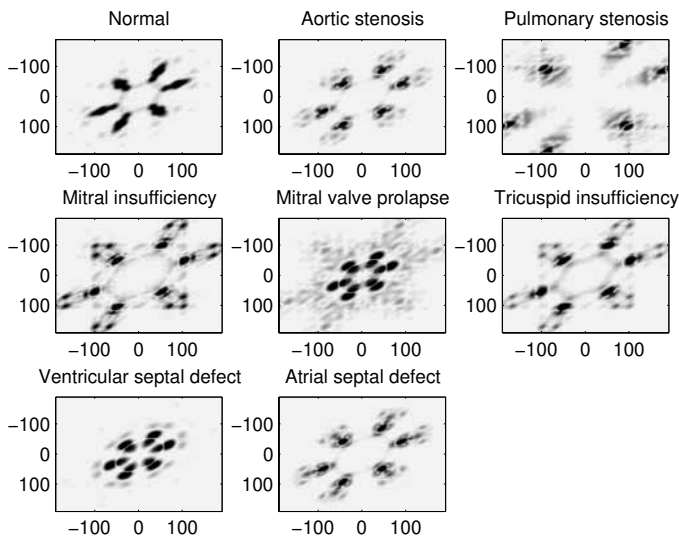 Normal Aortic stenosis Pulmonary stenosis
−100 −100 −100
0 0 0
100 100 100
−100 0 100 −100 0 100 −100 0 100
Mitral insufficiency Mitral valve prolapse Tricuspid insufficiency
−100 −100 −100
0 0 0
100 100 100
−100 0 100 −100 0 100 −100 0 100
Ventricular septal defect Atrial septal defect
−100 −100
0 0
100 100
−100 0 100 −100 0 100